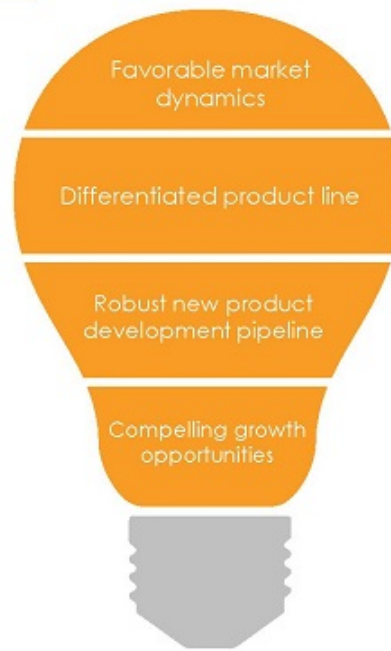 Favorable market
dynamics
Differentiated product line
Robust new product
development pipeline
Compelling growth
opportunities